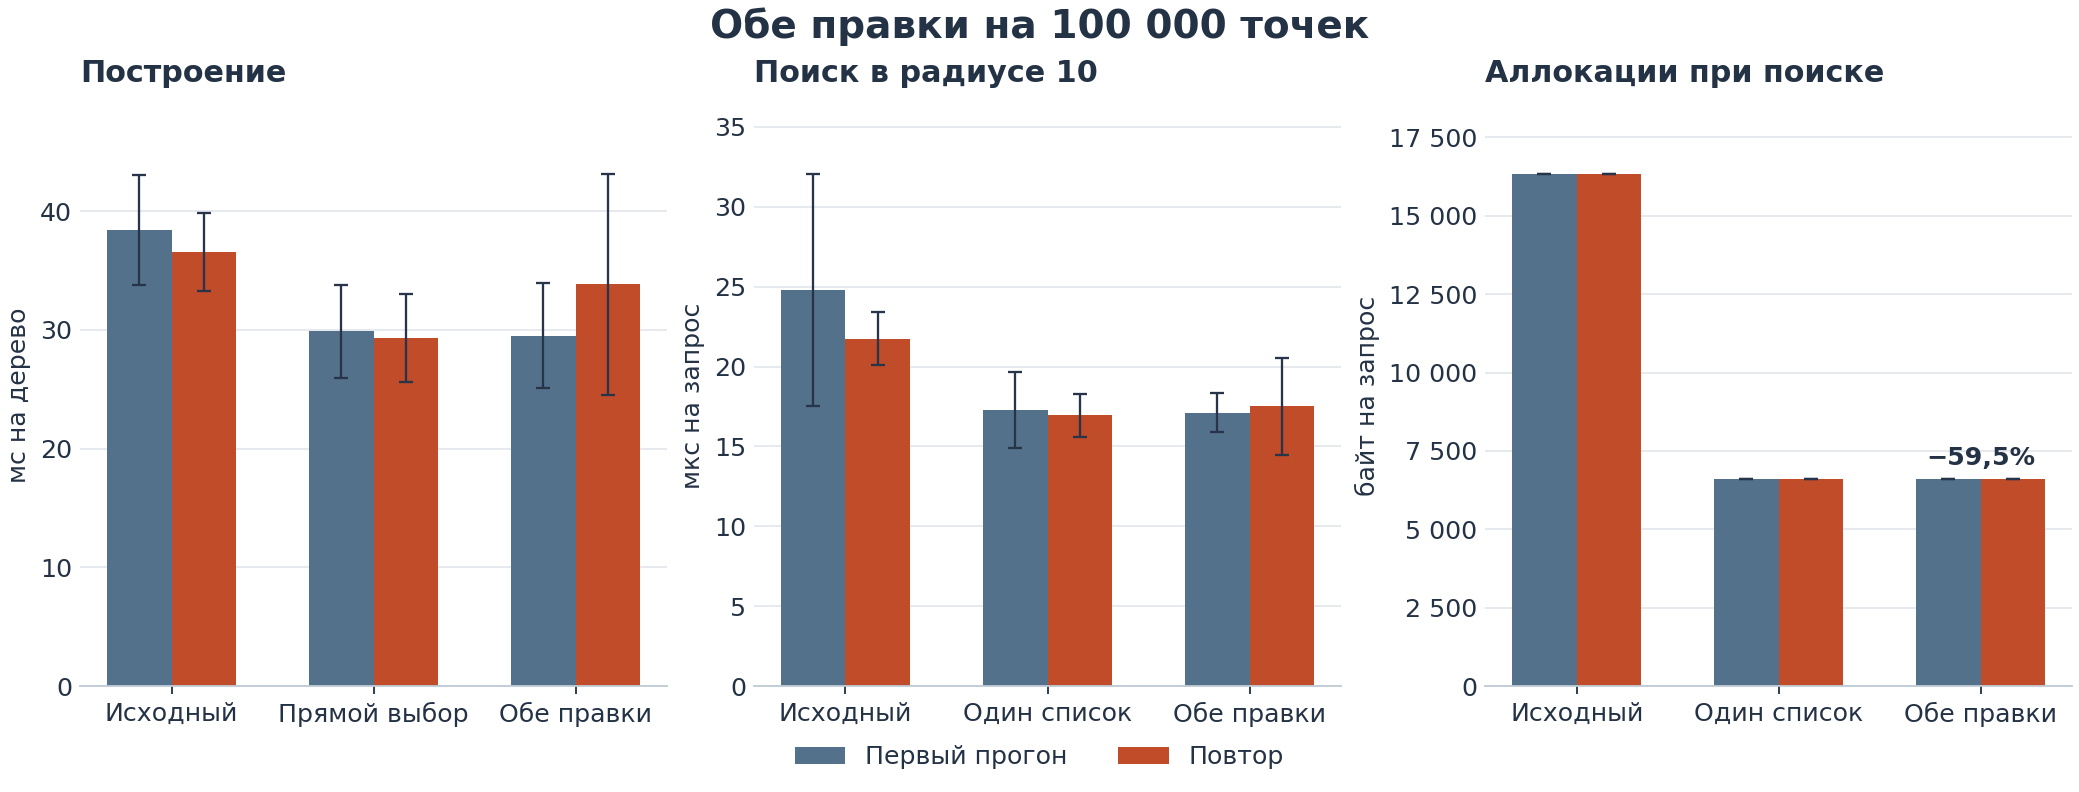 Обе правки на 100 000 точек
Построение
мс на дерево
40
30
20
10
0
Исходный
Прямой выбор
Обе правки
Поиск в радиусе 10
мкс на запрос
35
30
25
20
15
10
5
0
Исходный
Один список
Обе правки
Аллокации при поиске
байт на запрос
17 500
15 000
12 500
10 000
7 500
5 000
2 500
0
−59,5%
Исходный
Один список
Обе правки
Первый прогон
Повтор